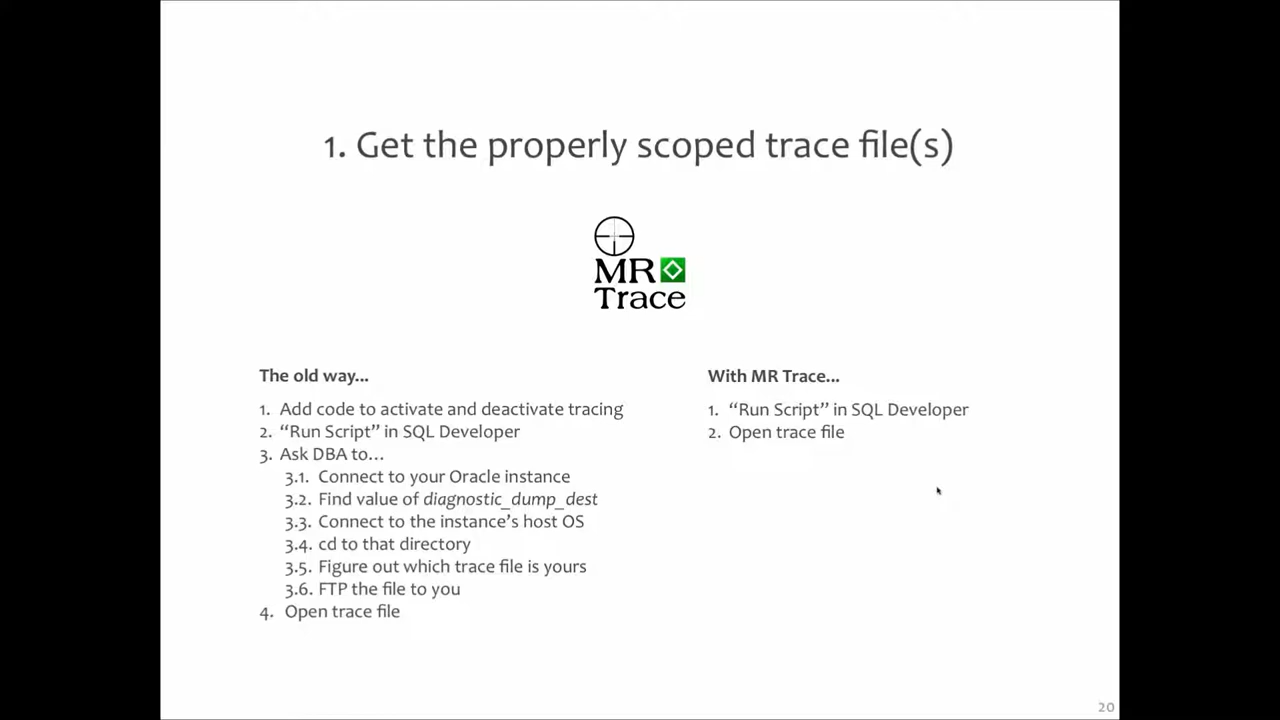 1. Get the properly scoped trace file(s)
MR
Trace
The old way...
1. Add code to activate and deactivate tracing
2. “Run Script” in SQL Developer
3. Ask DBA to…
3.1. Connect to your Oracle instance
3.2. Find value of diagnostic_dump_dest
3.3. Connect to the instance’s host OS
3.4. cd to that directory
3.5. Figure out which trace file is yours
3.6. FTP the file to you
4. Open trace file
With MR Trace...
1. “Run Script” in SQL Developer
2. Open trace file
20